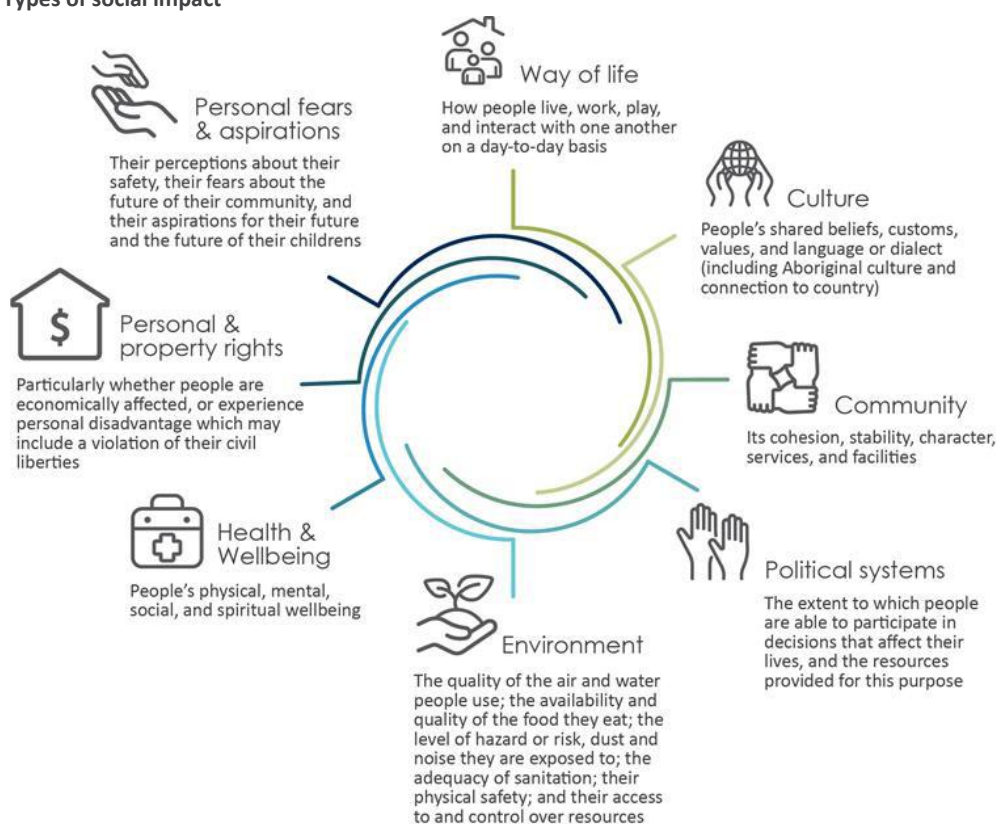 Types of social impact
Way of life
How people live, work, play,
and interact with one another
on a day-to-day basis
Culture
People's shared beliefs, customs,
values, and language or dialect
(including Aboriginal culture and
connection to country)
Community
Its cohesion, stability, character,
services, and facilities
Political systems
The extent to which people
are able to participate in
decisions that affect their
lives, and the resources
provided for this purpose
Environment
The quality of the air and water
people use; the availability and
quality of the food they eat; the
level of hazard or risk, dust and
noise they are exposed to; the
adequacy of sanitation; their
physical safety; and their access
to and control over resources
Health &
Wellbeing
People's physical, mental,
social, and spiritual wellbeing
$
Personal &
property rights
Particularly whether people are
economically affected, or experience
personal disadvantage which may
include a violation of their civil
liberties
Personal fears
& aspirations
Their perceptions about their
safety, their fears about the
future of their community, and
their aspirations for their future
and the future of their childrens